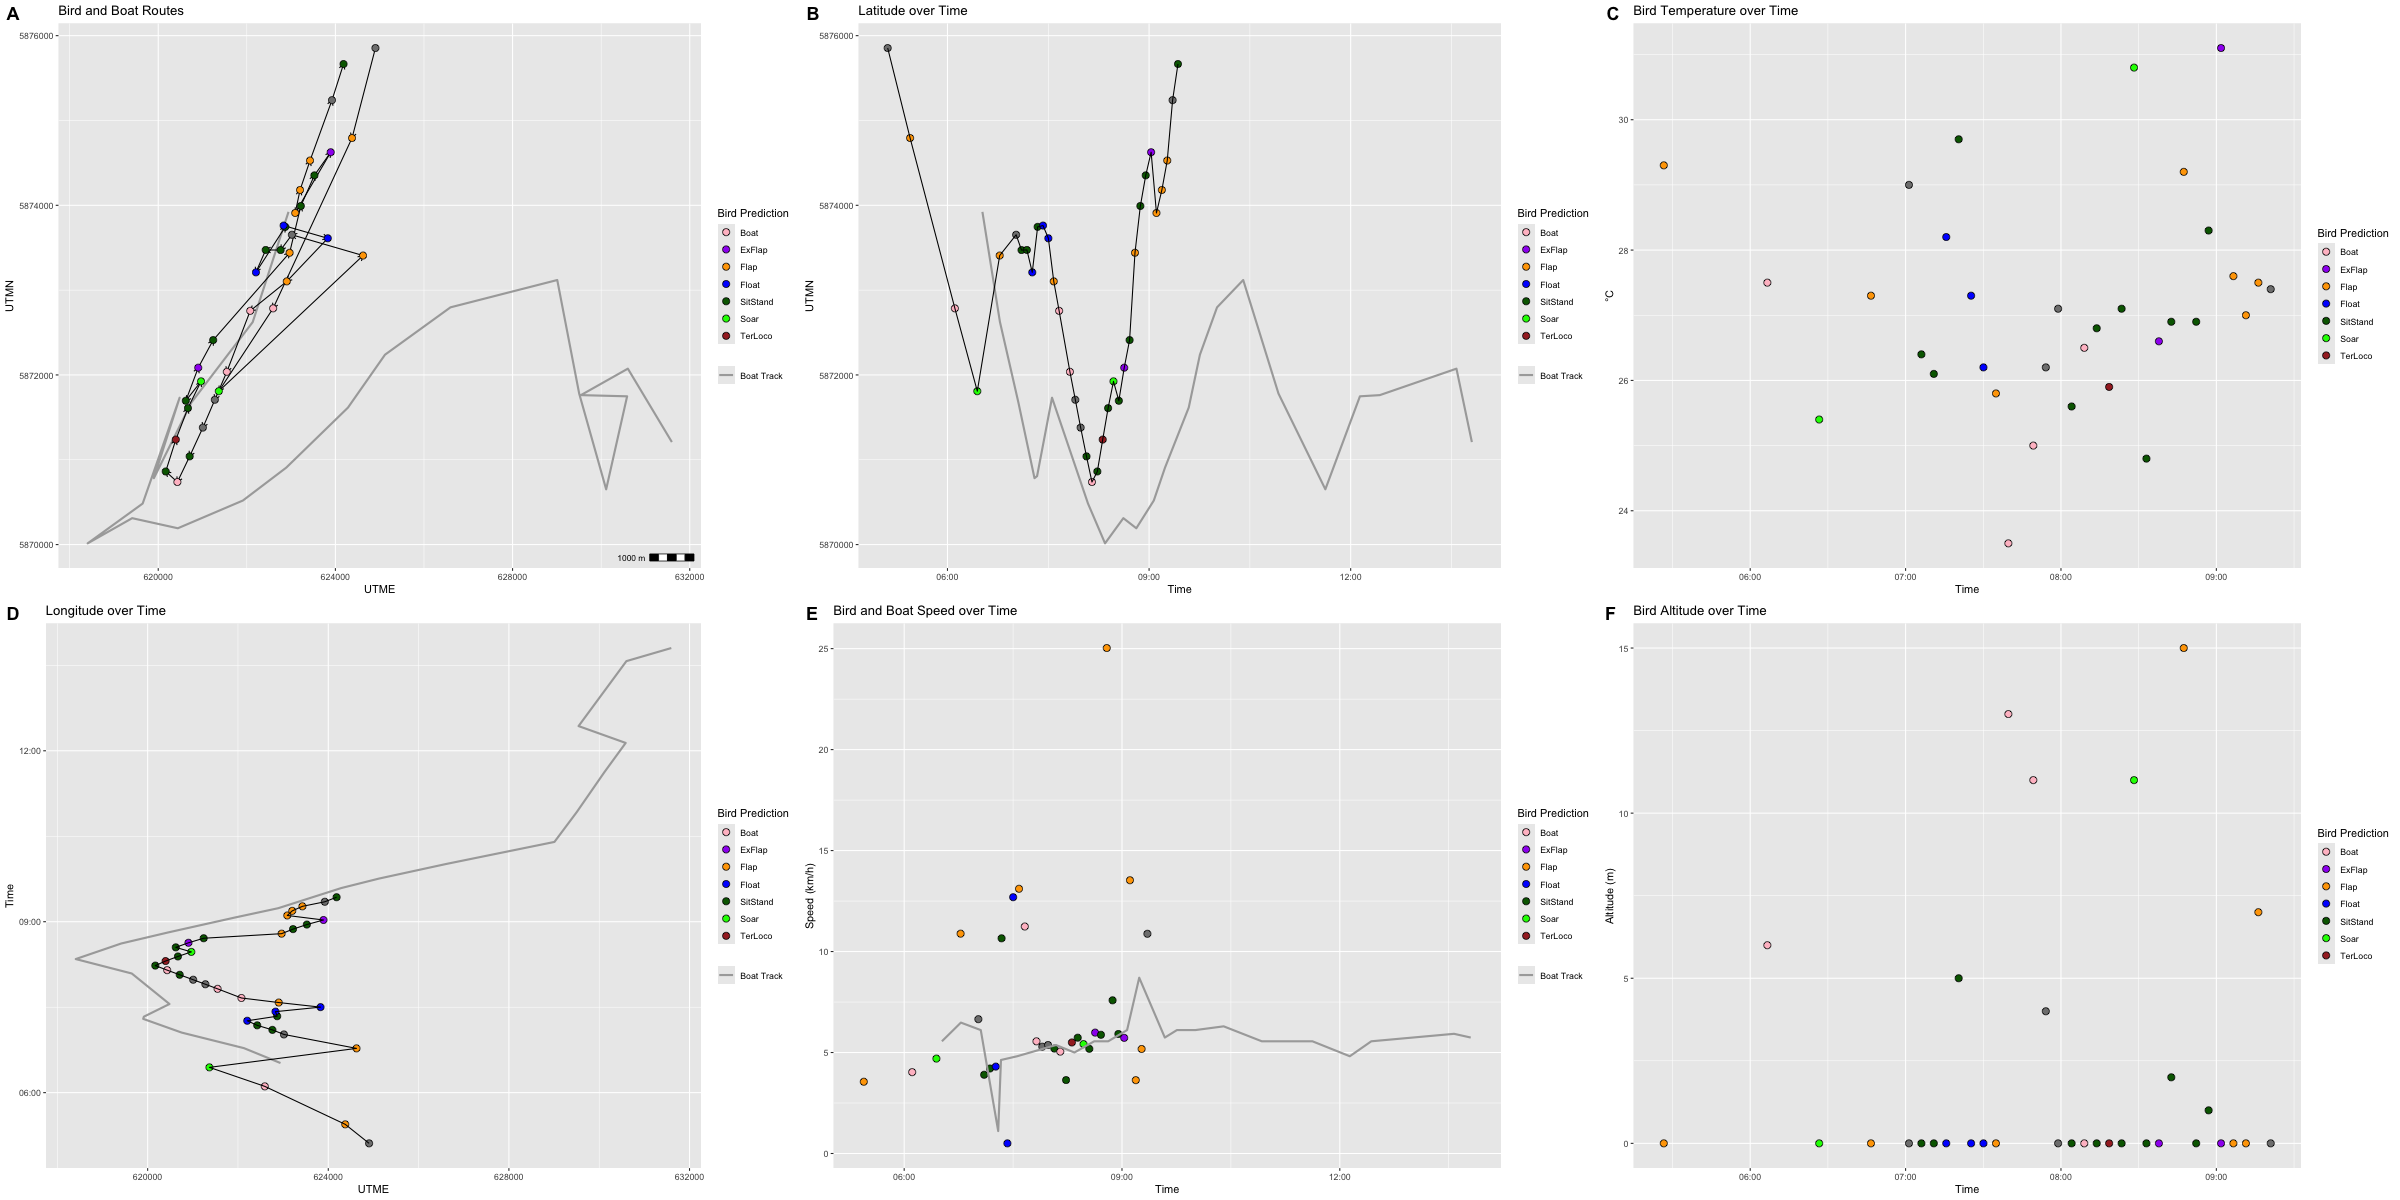 A Bird and Boat Routes
5876000
5874000
5872000
5870000
UTMN
620000 624000 628000 632000
UTME
1000 m
Bird Prediction
Boat
ExFlap
Flap
Float
SitStand
Soar
TerLoco
Boat Track
B Latitude over Time
5876000
5874000
5872000
5870000
UTMN
06:00 09:00 12:00
Time
Bird Prediction
Boat
ExFlap
Flap
Float
SitStand
Soar
TerLoco
Boat Track
C Bird Temperature over Time
30
28
26
24
°C
06:00 07:00 08:00 09:00
Time
Bird Prediction
Boat
ExFlap
Flap
Float
SitStand
Soar
TerLoco
D Longitude over Time
12:00
09:00
06:00
Time
620000 624000 628000 632000
UTME
Bird Prediction
Boat
ExFlap
Flap
Float
SitStand
Soar
TerLoco
Boat Track
E Bird and Boat Speed over Time
25
20
15
10
5
0
Speed (km/h)
06:00 09:00 12:00
Time
Bird Prediction
Boat
ExFlap
Flap
Float
SitStand
Soar
TerLoco
Boat Track
F Bird Altitude over Time
15
10
5
0
Altitude (m)
06:00 07:00 08:00 09:00
Time
Bird Prediction
Boat
ExFlap
Flap
Float
SitStand
Soar
TerLoco